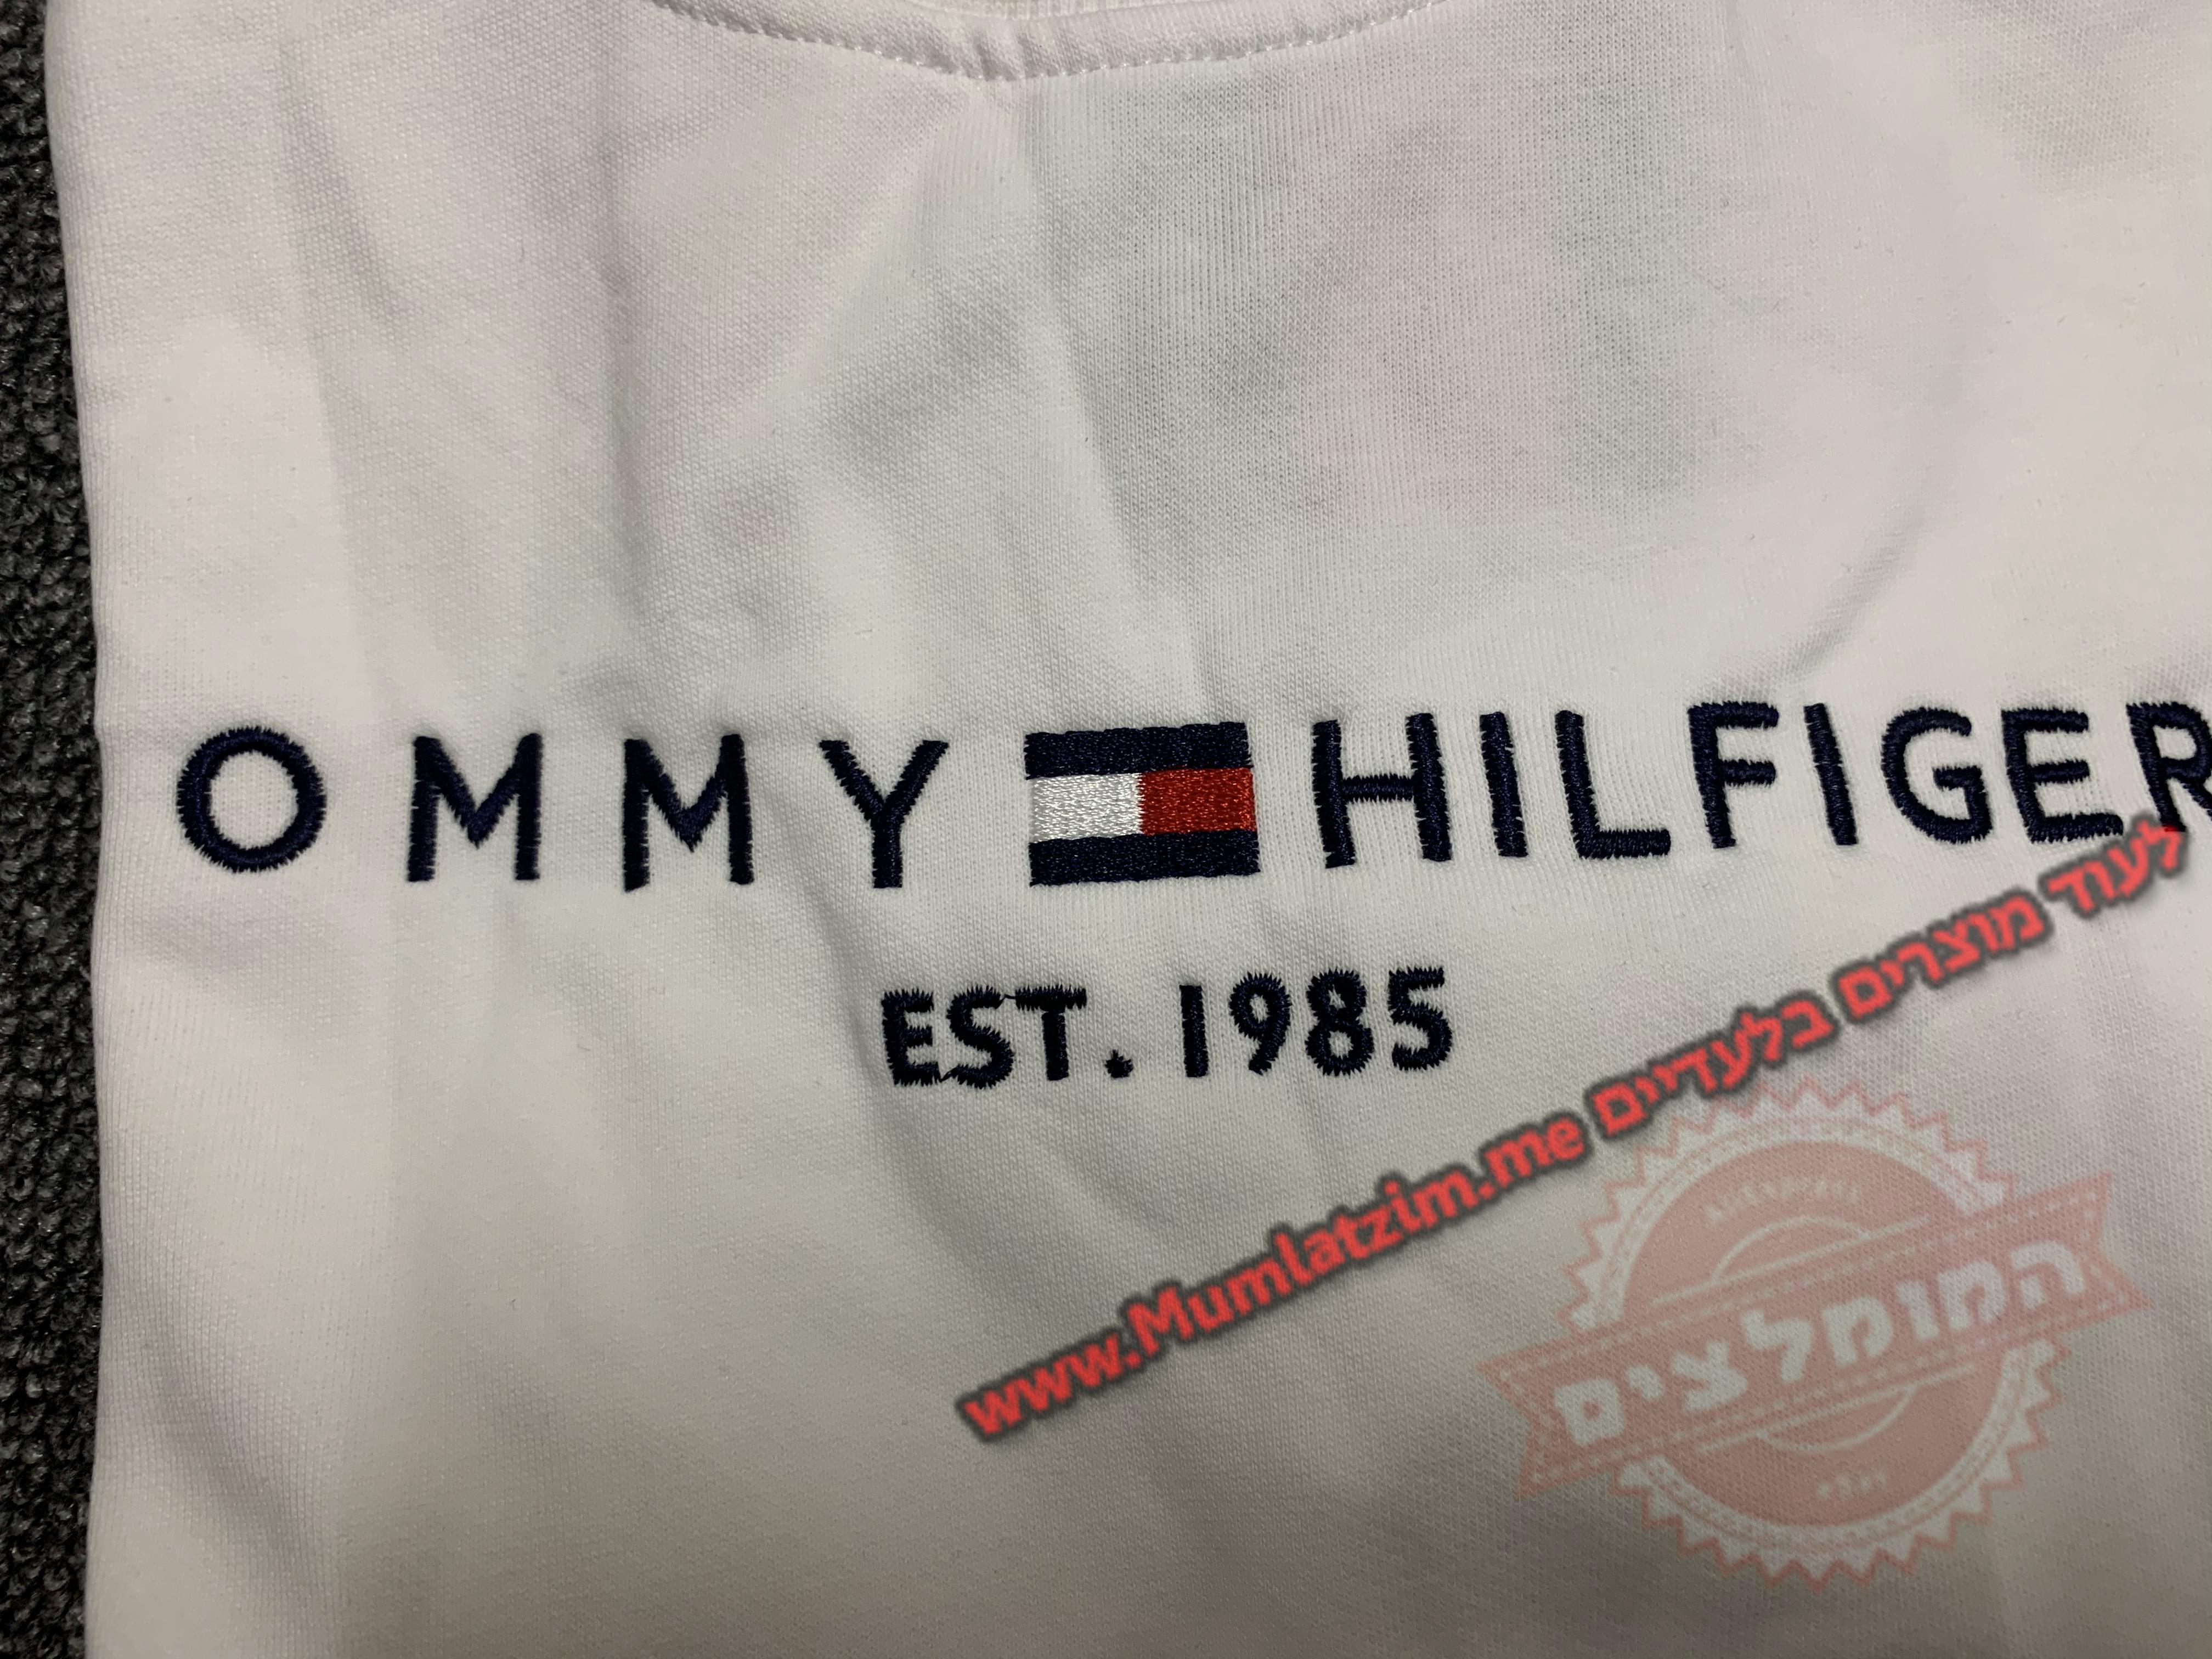 OMMY HILFIGER
EST. 1985
לעוד מוצרים בלעדיים www.Mumlatzim.me
המומלצים